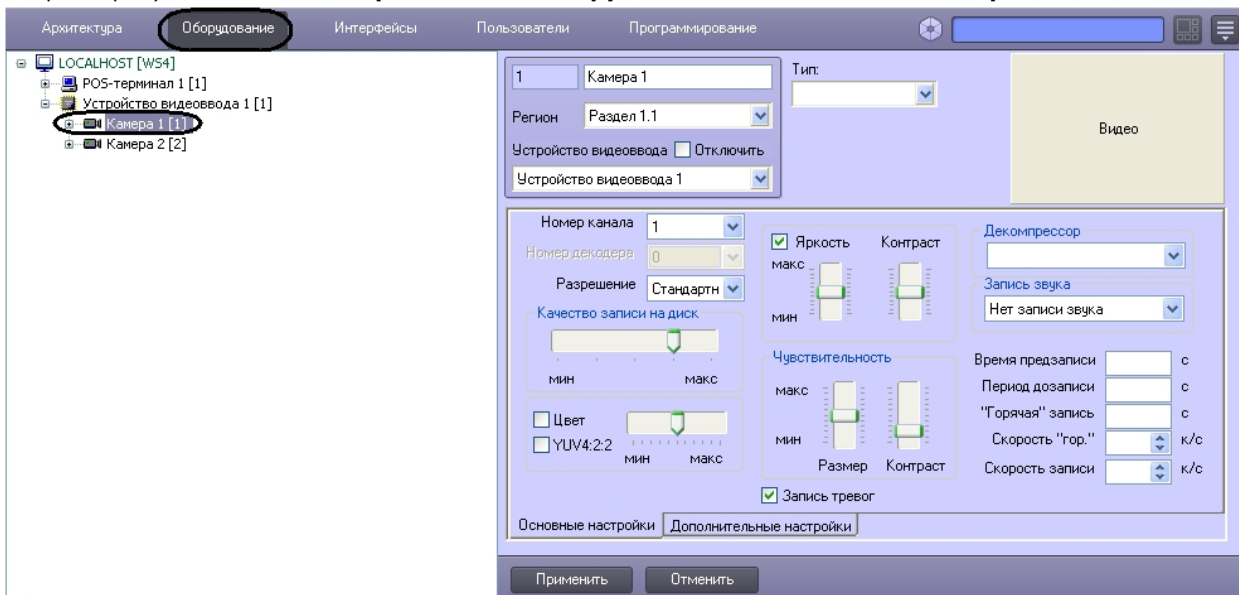 Архитектура Оборудование Интерфейсы Пользователи Программирование
LOCALHOST [WS4]
POS-терминал 1 [1]
Устройство видеоввода 1 [1]
Камера 1 [1]
Камера 2 [2]
1 Камера 1
Регион Раздел 1.1
Устройство видеоввода Отключить
Устройство видеоввода 1
Тип:
Видео
Номер канала 1
Номер декодера 0
Разрешение Стандартн
Качество записи на диск
мин макс
Цвет
YUV4:2:2
мин макс
Яркость Контраст
макс
мин
Чувствительность
макс
мин
Размер Контраст
Запись тревог
Декомпрессор
Запись звука
Нет записи звука
Время предзаписи с
Период дозаписи с
"Горячая" запись с
Скорость "гор." к/с
Скорость записи к/с
Основные настройки Дополнительные настройки
Применить Отменить